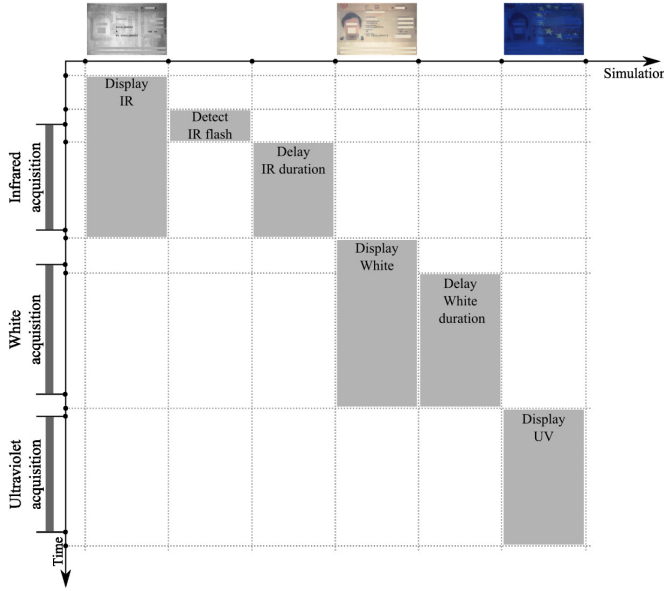 Simulation
Display
IR
Detect
IR flash
Delay
IR duration
Infrared
acquisition
Display
White
Delay
White
duration
White
acquisition
Display
UV
Ultraviolet
acquisition
Time